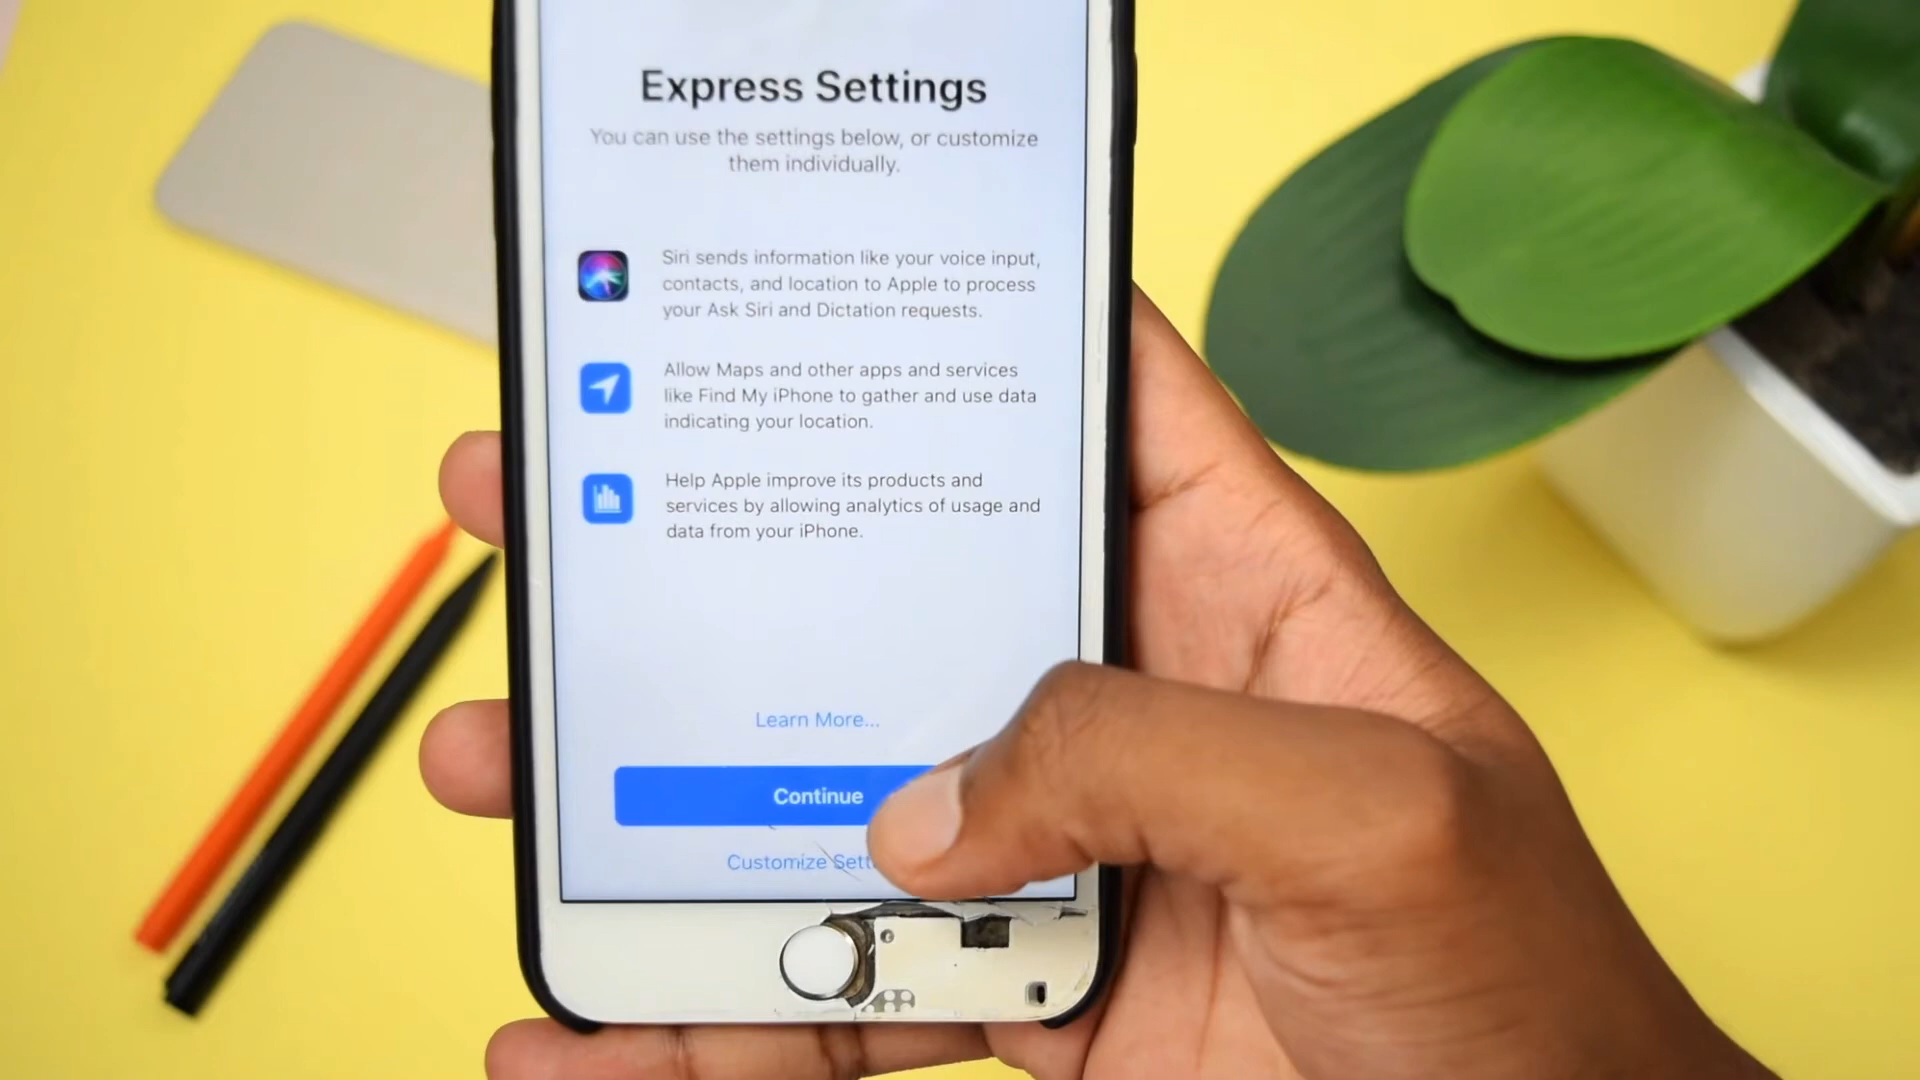 Express Settings
You can use the settings below, or customize
them individually.
Siri sends information like your voice input,
contacts, and location to Apple to process
your Ask Siri and Dictation requests.
Allow Maps and other apps and services
like Find My iPhone to gather and use data
indicating your location.
Help Apple improve its products and
services by allowing analytics of usage and
data from your iPhone.
Learn More...
Continue
Customize Sett